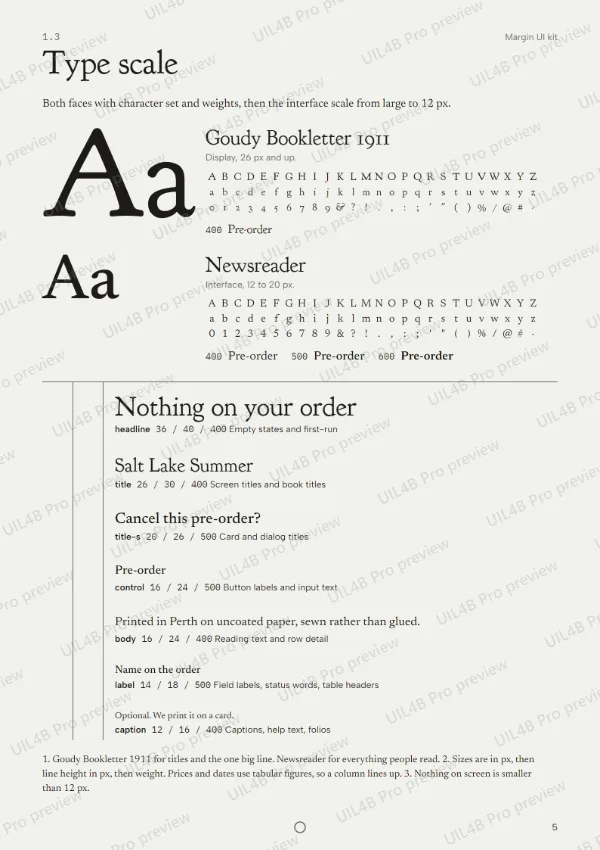 1.3
Margin UI kit
Type scale
Both faces with character set and weights, then the interface scale from large to 12 px.
Aa
Goudy Bookletter 1911
Display, 26 px and up.
A B C D E F G H I J K L M N O P Q R S T U V W X Y Z
a b c d e f g h i j k l m n o p q r s t u v w x y z
0 1 2 3 4 5 6 7 8 9 & ? ! . , : ; ' " ( ) % / @ # -
400 Pre-order
Aa
Newsreader
Interface, 12 to 20 px.
A B C D E F G H I J K L M N O P Q R S T U V W X Y Z
a b c d e f g h i j k l m n o p q r s t u v w x y z
0 1 2 3 4 5 6 7 8 9 & ? ! . , : ; ' " ( ) % / @ # -
400 Pre-order 500 Pre-order 600 Pre-order
Nothing on your order
headline 36 / 40 / 400 Empty states and first-run
Salt Lake Summer
title 26 / 30 / 400 Screen titles and book titles
Cancel this pre-order?
title-s 20 / 26 / 500 Card and dialog titles
Pre-order
control 16 / 24 / 500 Button labels and input text
Printed in Perth on uncoated paper, sewn rather than glued.
body 16 / 24 / 400 Reading text and row detail
Name on the order
label 14 / 18 / 500 Field labels, status words, table headers
Optional. We print it on a card.
caption 12 / 16 / 400 Captions, help text, folios
1. Goudy Bookletter 1911 for titles and the one big line. Newsreader for everything people read. 2. Sizes are in px, then
line height in px, then weight. Prices and dates use tabular figures, so a column lines up. 3. Nothing on screen is smaller
than 12 px.
5
UIL4B Pro preview